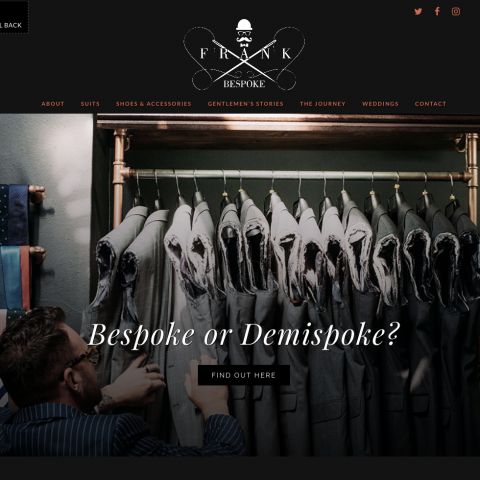 L BACK
FRANK
BESPOKE
ABOUT SUITS SHOES & ACCESSORIES GENTLEMEN'S STORIES THE JOURNEY WEDDINGS CONTACT
Bespoke or Demispoke?
FIND OUT HERE